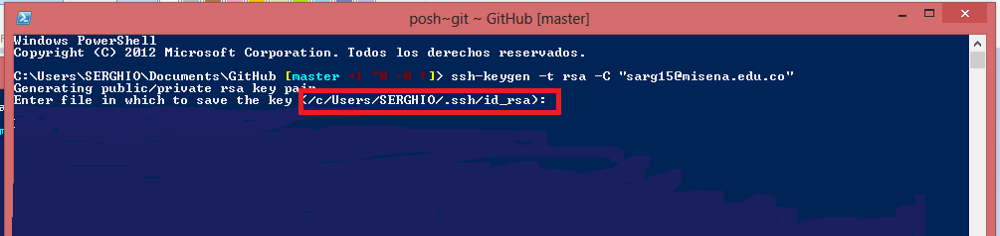 posh~git ~ GitHub [master]
Windows PowerShell
Copyright (C) 2012 Microsoft Corporation. Todos los derechos reservados.
C:\Users\SERGHIO\Documents\GitHub [master +1 ~0 -0 !]> ssh-keygen -t rsa -C "sarg15@misena.edu.co"
Generating public/private rsa key pair.
Enter file in which to save the key (/c/Users/SERGHIO/.ssh/id_rsa):